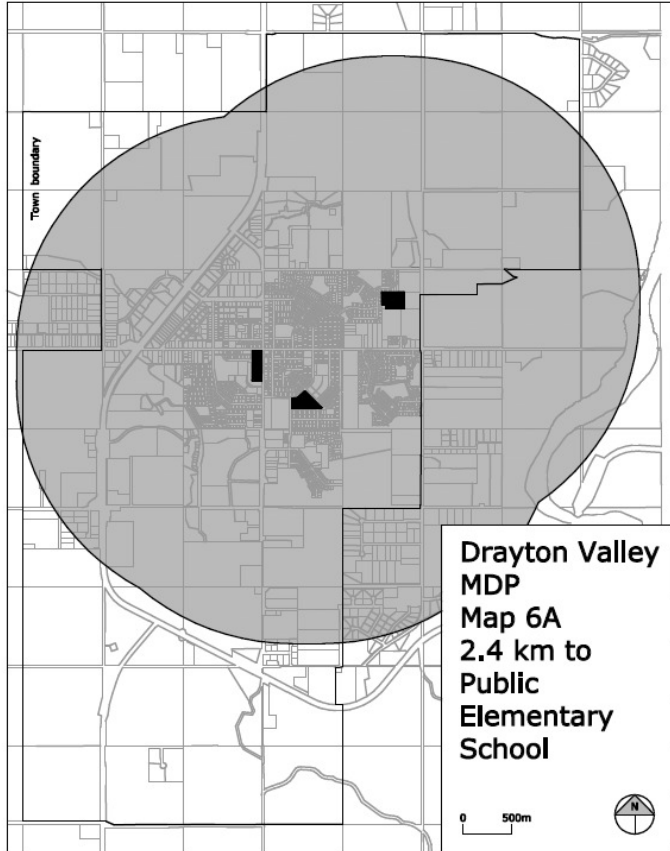 Town boundary
Drayton Valley
MDP
Map 6A
2.4 km to
Public
Elementary
School
0 500m
N